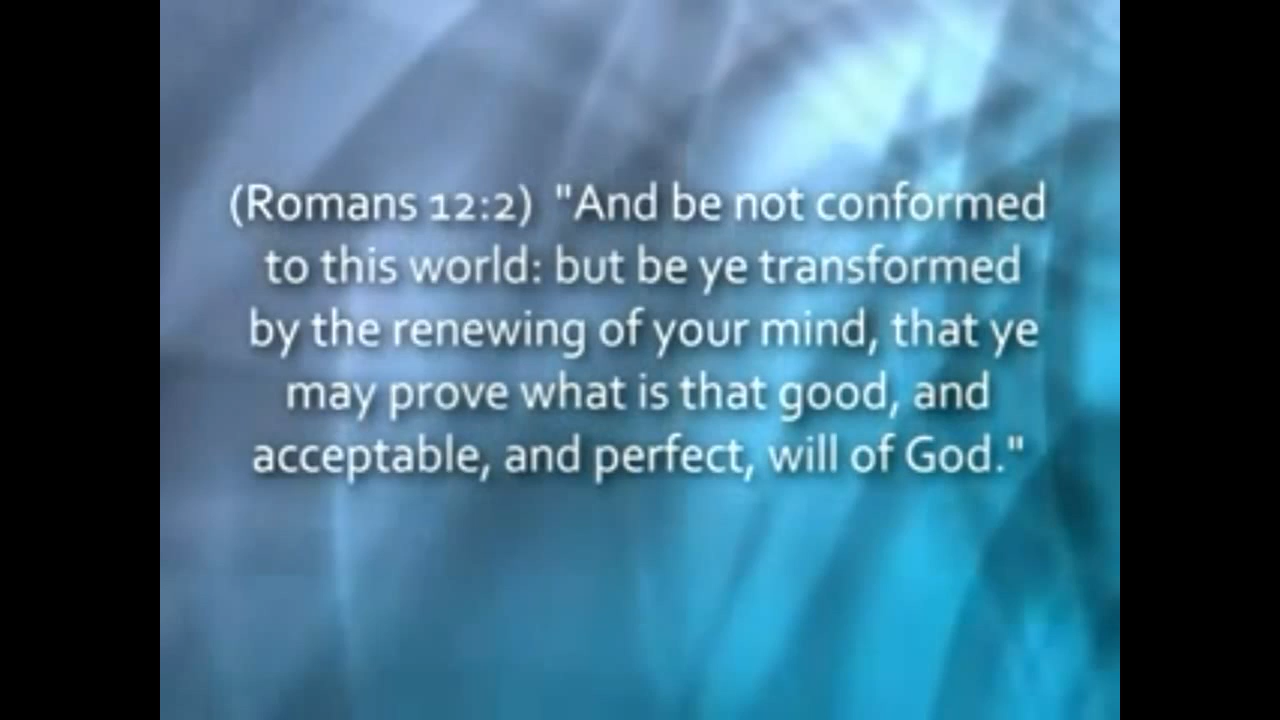 (Romans 12:2)  "And be not conformed
to this world: but be ye transformed
by the renewing of your mind, that ye
may prove what is that good, and
acceptable, and perfect, will of God."